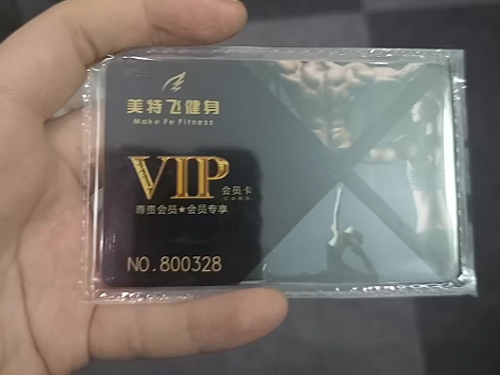 美特飞健身
Make Fe Fitness
VIP 会员卡
CARD
尊贵会员★会员专享
NO.800328